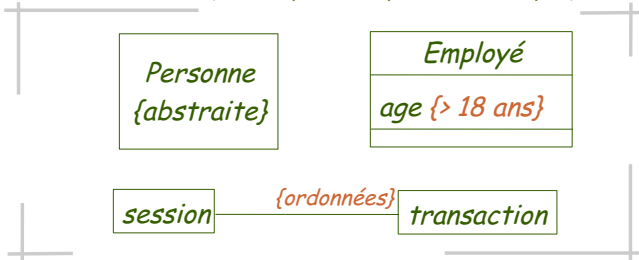 Personne
{abstraite}
Employé
age {> 18 ans}
session
{ordonnées}
transaction